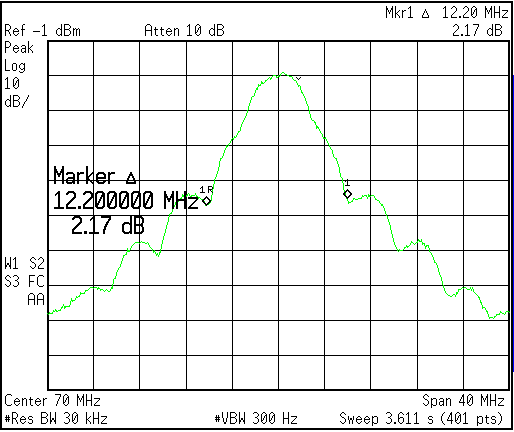 Mkr1 Δ 12.20 MHz
Ref -1 dBm Atten 10 dB 2.17 dB
Peak
Log
10
dB/
1R
1
Marker Δ
12.200000 MHz
2.17 dB
W1 S2
S3 FC
AA
Center 70 MHz Span 40 MHz
#Res BW 30 kHz #VBW 300 Hz Sweep 3.611 s (401 pts)